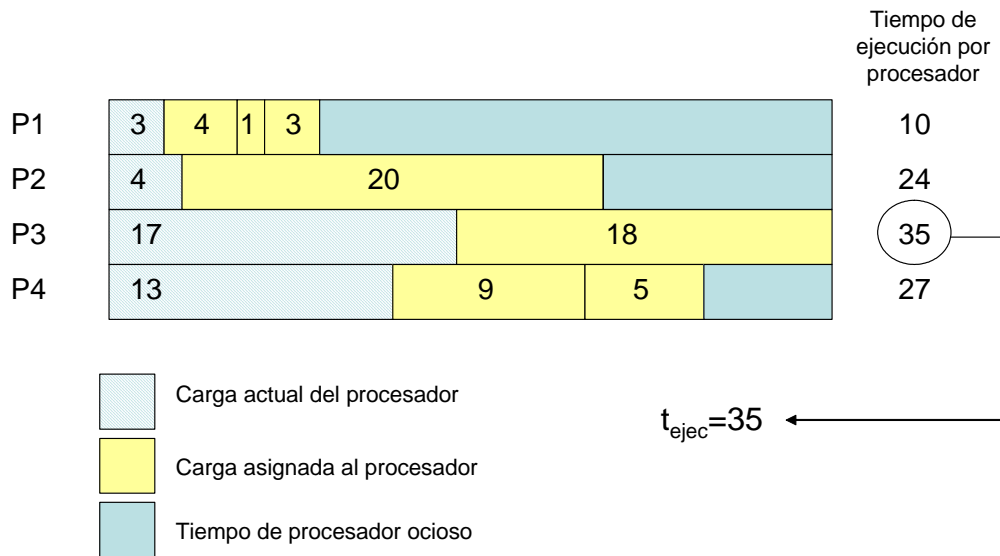 Tiempo de
ejecución por
procesador
P1 3 4 1 3 10
P2 4 20 24
P3 17 18 35
P4 13 9 5 27
Carga actual del procesador
t_ejec=35
Carga asignada al procesador
Tiempo de procesador ocioso